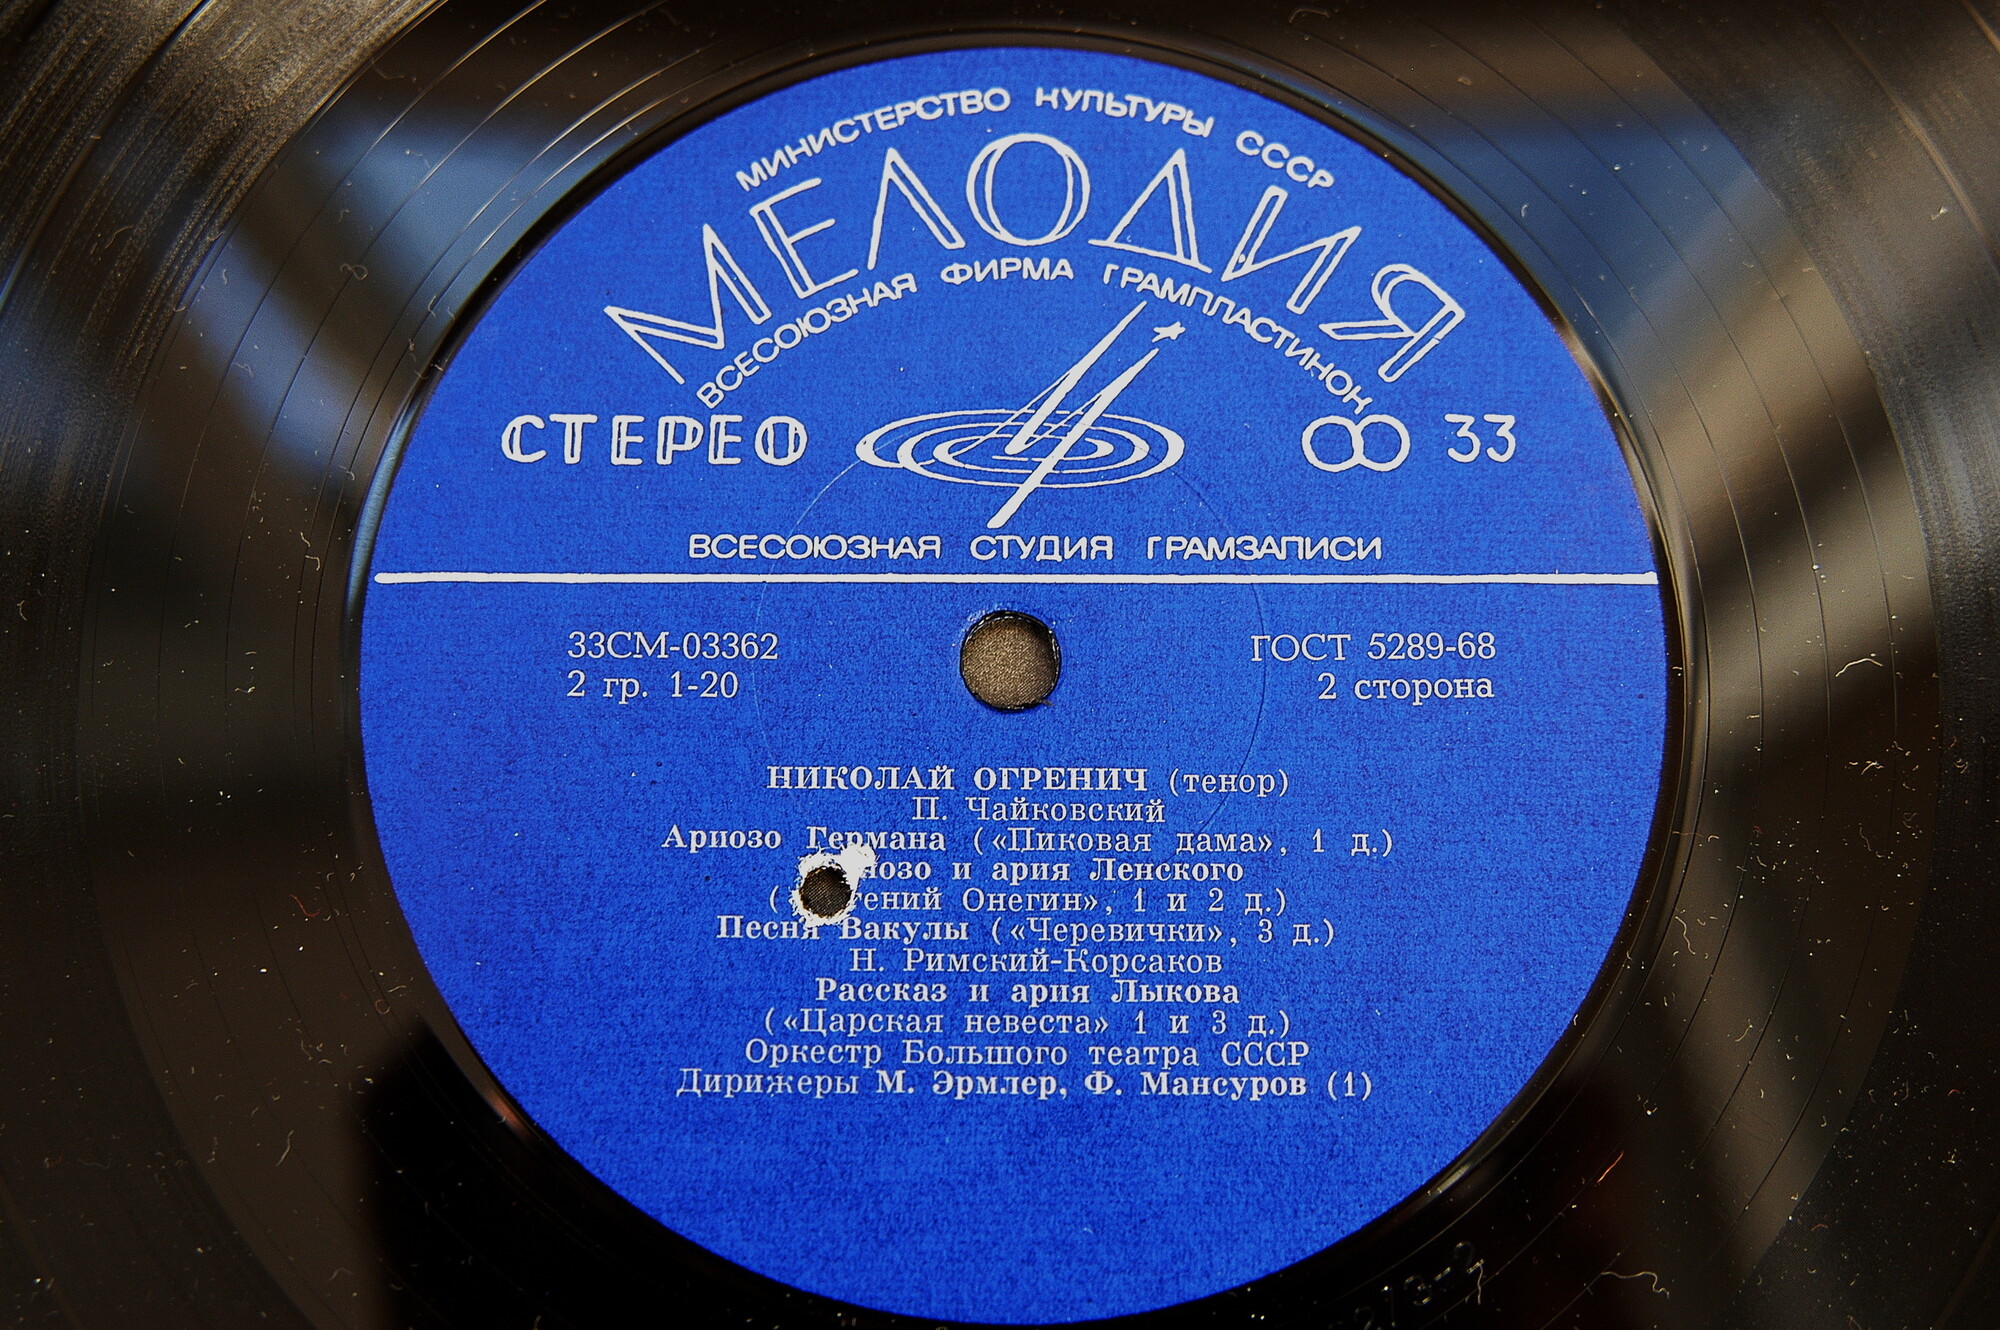 МИНИСТЕРСТВО КУЛЬТУРЫ СССР
МЕЛОДИЯ
ВСЕСОЮЗНАЯ ФИРМА ГРАМПЛАСТИНОК
СТЕРЕО 33
ВСЕСОЮЗНАЯ СТУДИЯ ГРАМЗАПИСИ
33СМ-03362 ГОСТ 5289-68
2 гр. 1-20 2 сторона
НИКОЛАЙ ОГРЕНИЧ (тенор)
П. Чайковский
Ариозо Германа («Пиковая дама», 1 д.)
и ария Ленского
Онегин», 1 и 2 д.)
Песня Вакулы («Черевички», 3 д.)
Н. Римский-Корсаков
Рассказ и ария Лыкова
(«Царская невеста» 1 и 3 д.)
Оркестр Большого театра СССР
Дирижеры М. Эрмлер, Ф. Мансуров (1)